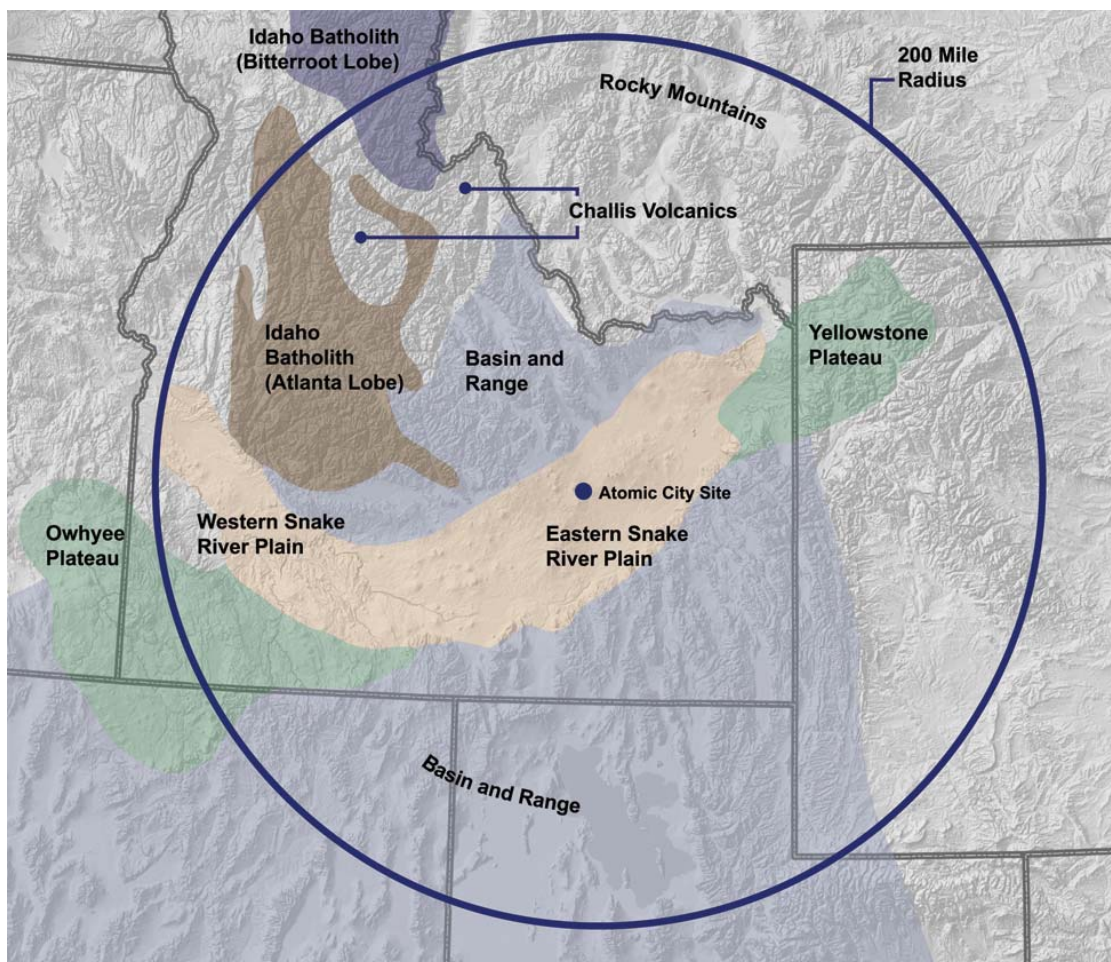 Idaho Batholith
(Bitterroot Lobe)
200 Mile
Radius
Rocky Mountains
Challis Volcanics
Idaho
Batholith
(Atlanta Lobe)
Basin and
Range
Yellowstone
Plateau
Atomic City Site
Owhyee
Plateau
Western Snake
River Plain
Eastern Snake
River Plain
Basin and Range